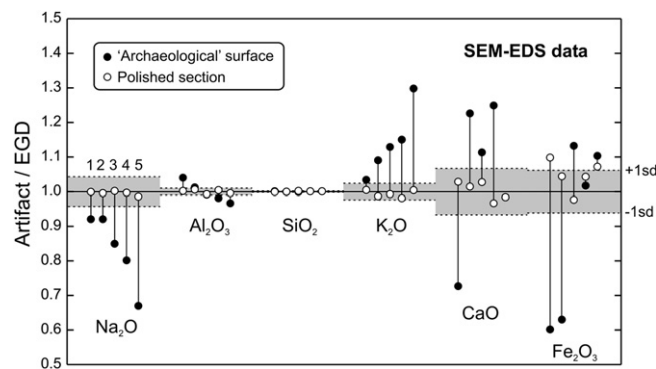 1.5
1.4
1.3
1.2
1.1
1.0
0.9
0.8
0.7
0.6
0.5
Artifact / EGD
'Archaeological' surface
Polished section
SEM-EDS data
1 2 3 4 5
+1sd
-1sd
Na₂O
Al₂O₃
SiO₂
K₂O
CaO
Fe₂O₃